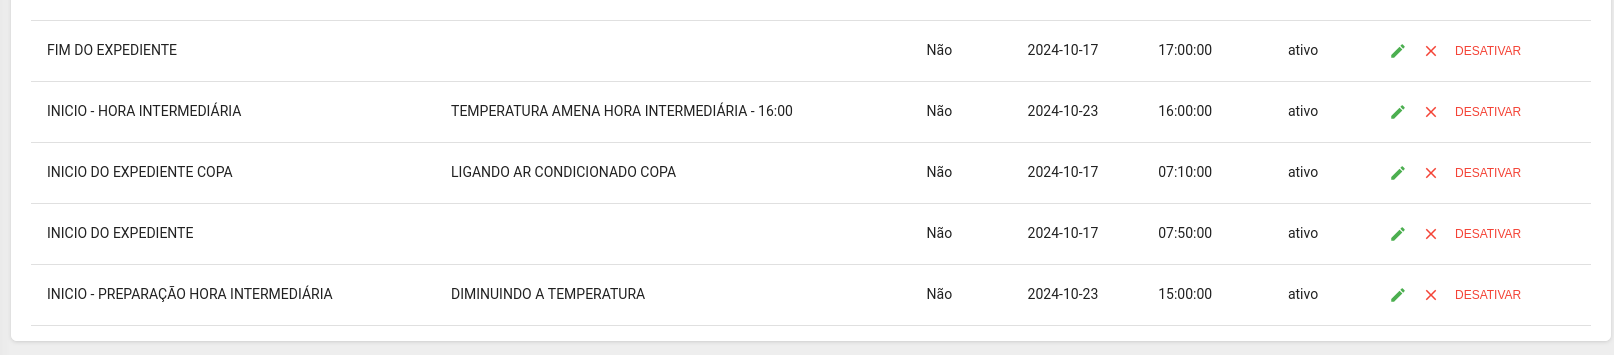 FIM DO EXPEDIENTE Não 2024-10-17 17:00:00 ativo DESATIVAR
INICIO - HORA INTERMEDIÁRIA TEMPERATURA AMENA HORA INTERMEDIÁRIA - 16:00 Não 2024-10-23 16:00:00 ativo DESATIVAR
INICIO DO EXPEDIENTE COPA LIGANDO AR CONDICIONADO COPA Não 2024-10-17 07:10:00 ativo DESATIVAR
INICIO DO EXPEDIENTE Não 2024-10-17 07:50:00 ativo DESATIVAR
INICIO - PREPARAÇÃO HORA INTERMEDIÁRIA DIMINUINDO A TEMPERATURA Não 2024-10-23 15:00:00 ativo DESATIVAR